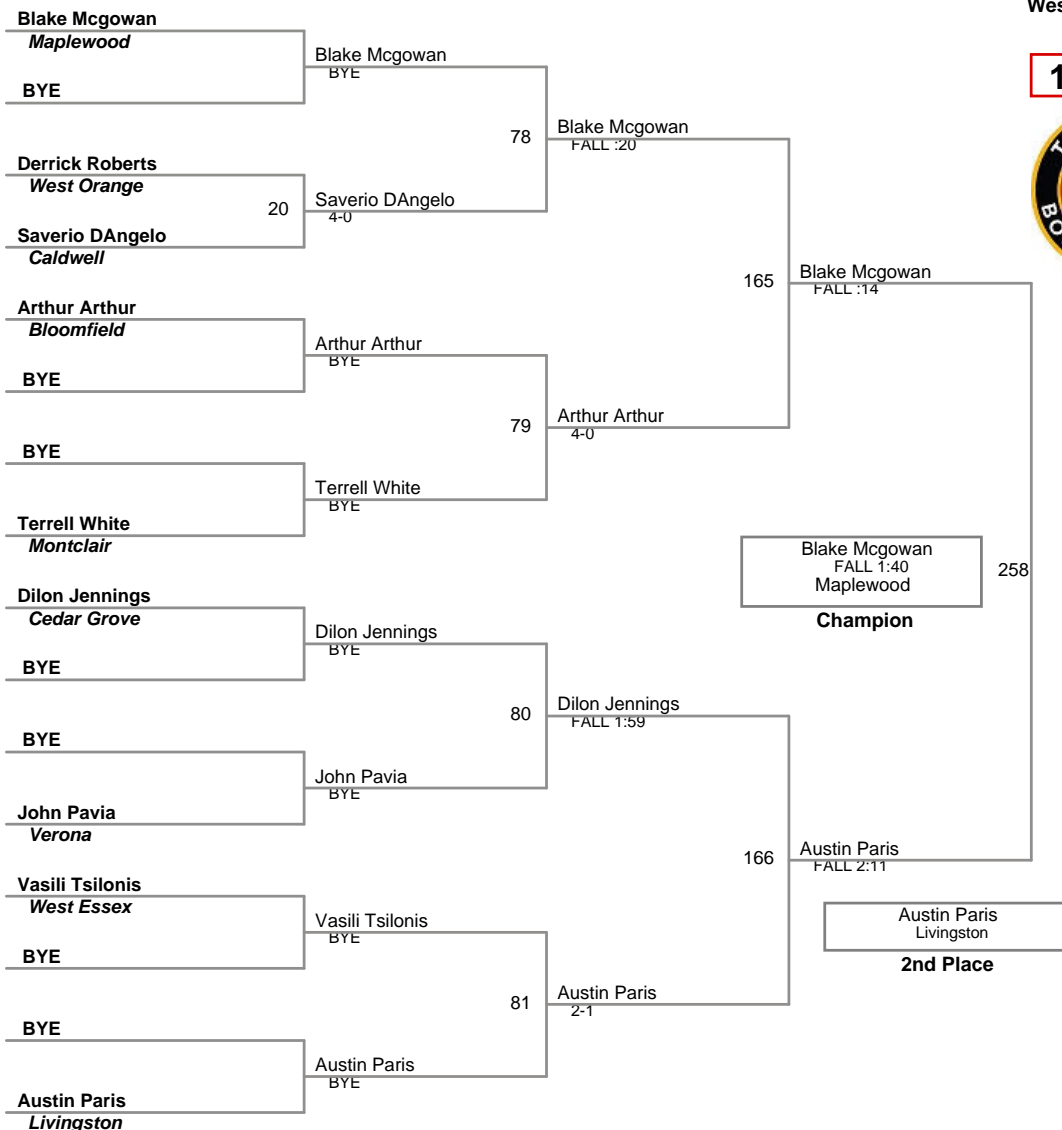 Blake Mcgowan
Maplewood
BYE
Derrick Roberts
West Orange
Saverio DAngelo
Caldwell
Arthur Arthur
Bloomfield
BYE
BYE
Terrell White
Montclair
Dilon Jennings
Cedar Grove
BYE
BYE
John Pavia
Verona
Vasili Tsilonis
West Essex
BYE
BYE
Austin Paris
Livingston
Blake Mcgowan
BYE
20
Saverio DAngelo
4-0
Arthur Arthur
BYE
Terrell White
BYE
Dilon Jennings
BYE
John Pavia
BYE
Vasili Tsilonis
BYE
Austin Paris
BYE
78
Blake Mcgowan
FALL :20
79
Arthur Arthur
4-0
80
Dilon Jennings
FALL 1:59
81
Austin Paris
2-1
165
Blake Mcgowan
FALL :14
166
Austin Paris
FALL 2:11
258
Blake Mcgowan
FALL 1:40
Maplewood
Champion
Austin Paris
Livingston
2nd Place
Wes
1